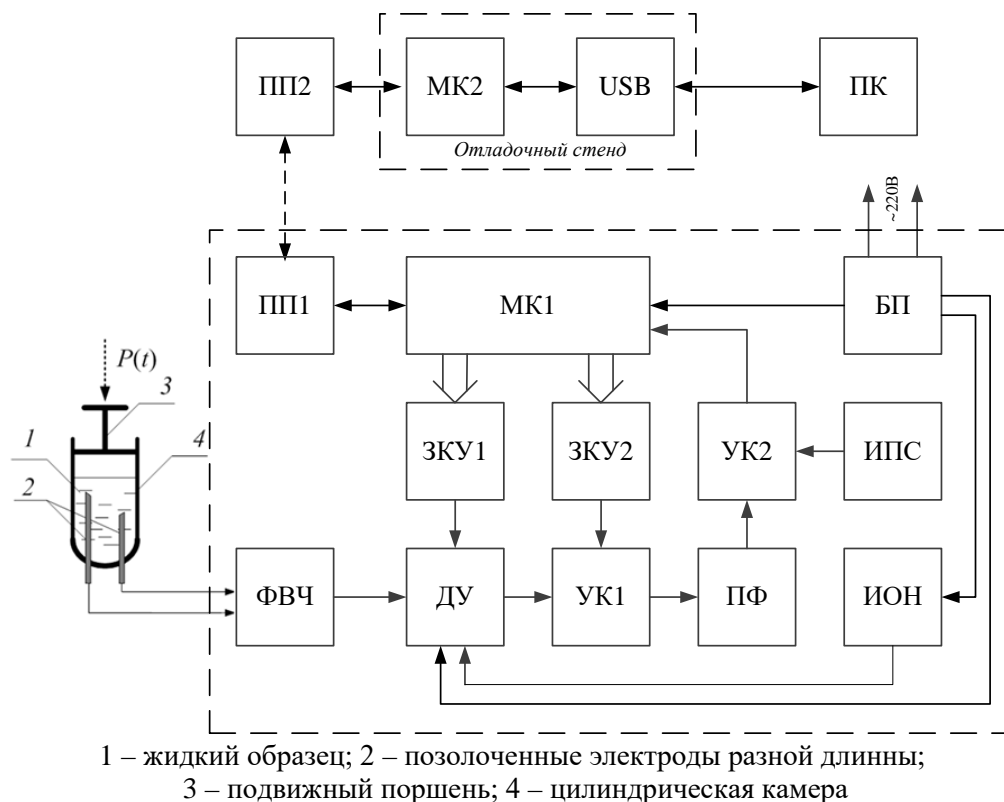 ПП2 МК2 USB ПК
Отладочный стенд
~220В
ПП1 МК1 БП
P(t)
3
1 4
ЗКУ1 ЗКУ2 УК2 ИПС
2
ФВЧ ДУ УК1 ПФ ИОН
1 – жидкий образец; 2 – позолоченные электроды разной длинны;
3 – подвижный поршень; 4 – цилиндрическая камера